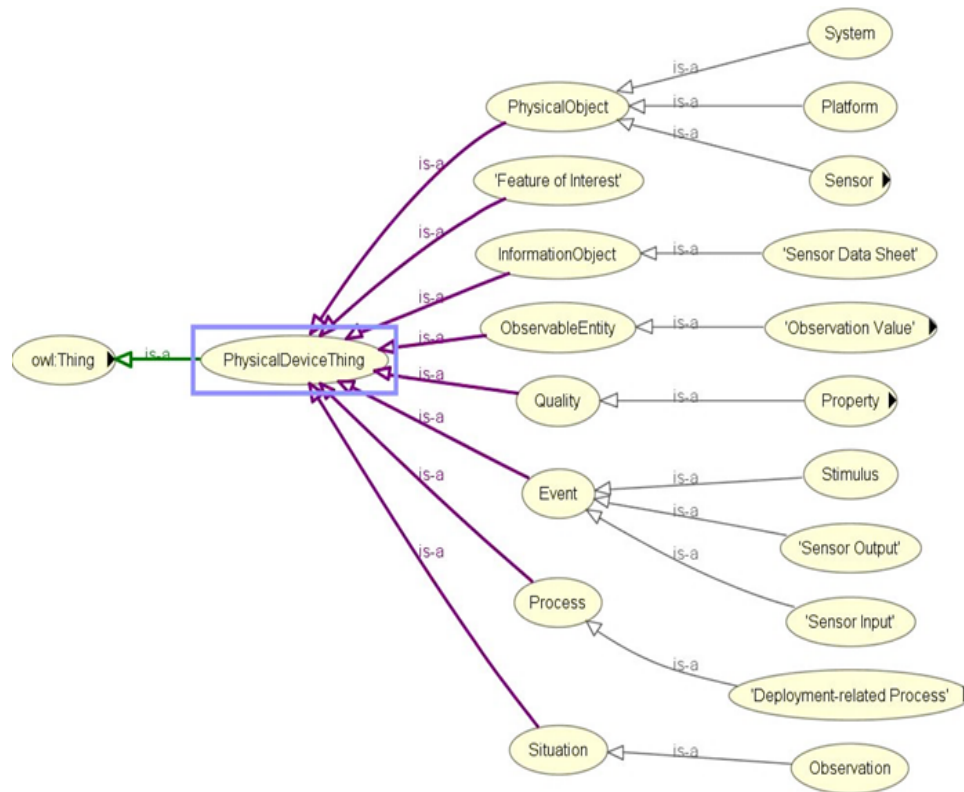 System
is-a
PhysicalObject
is-a
Platform
is-a
is-a
Sensor
'Feature of Interest'
is-a
InformationObject
is-a
'Sensor Data Sheet'
is-a
ObservableEntity
is-a
'Observation Value'
is-a
owl:Thing
is-a
PhysicalDeviceThing
is-a
Quality
is-a
Property
is-a
Stimulus
is-a
is-a
Event
is-a
'Sensor Output'
is-a
is-a
Process
'Sensor Input'
is-a
'Deployment-related Process'
Situation
is-a
Observation